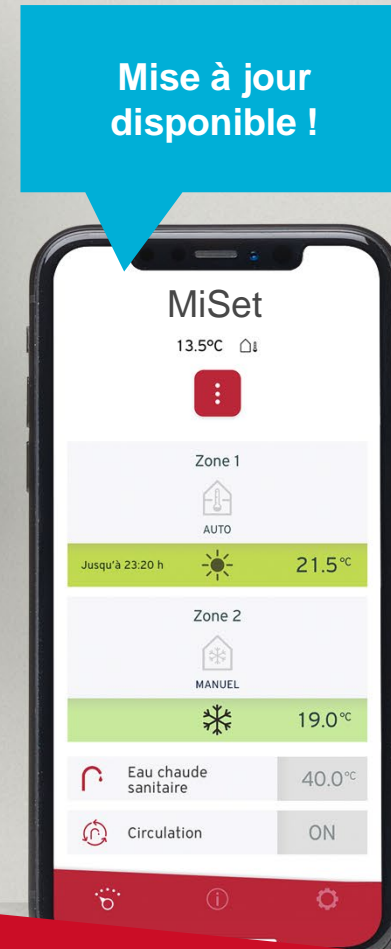 Mise à jour
disponible !
MiSet
13.5°C
Zone 1
AUTO
Jusqu'à 23:20 h
21.5°C
Zone 2
MANUEL
19.0°C
Eau chaude
sanitaire
40.0°C
Circulation
ON